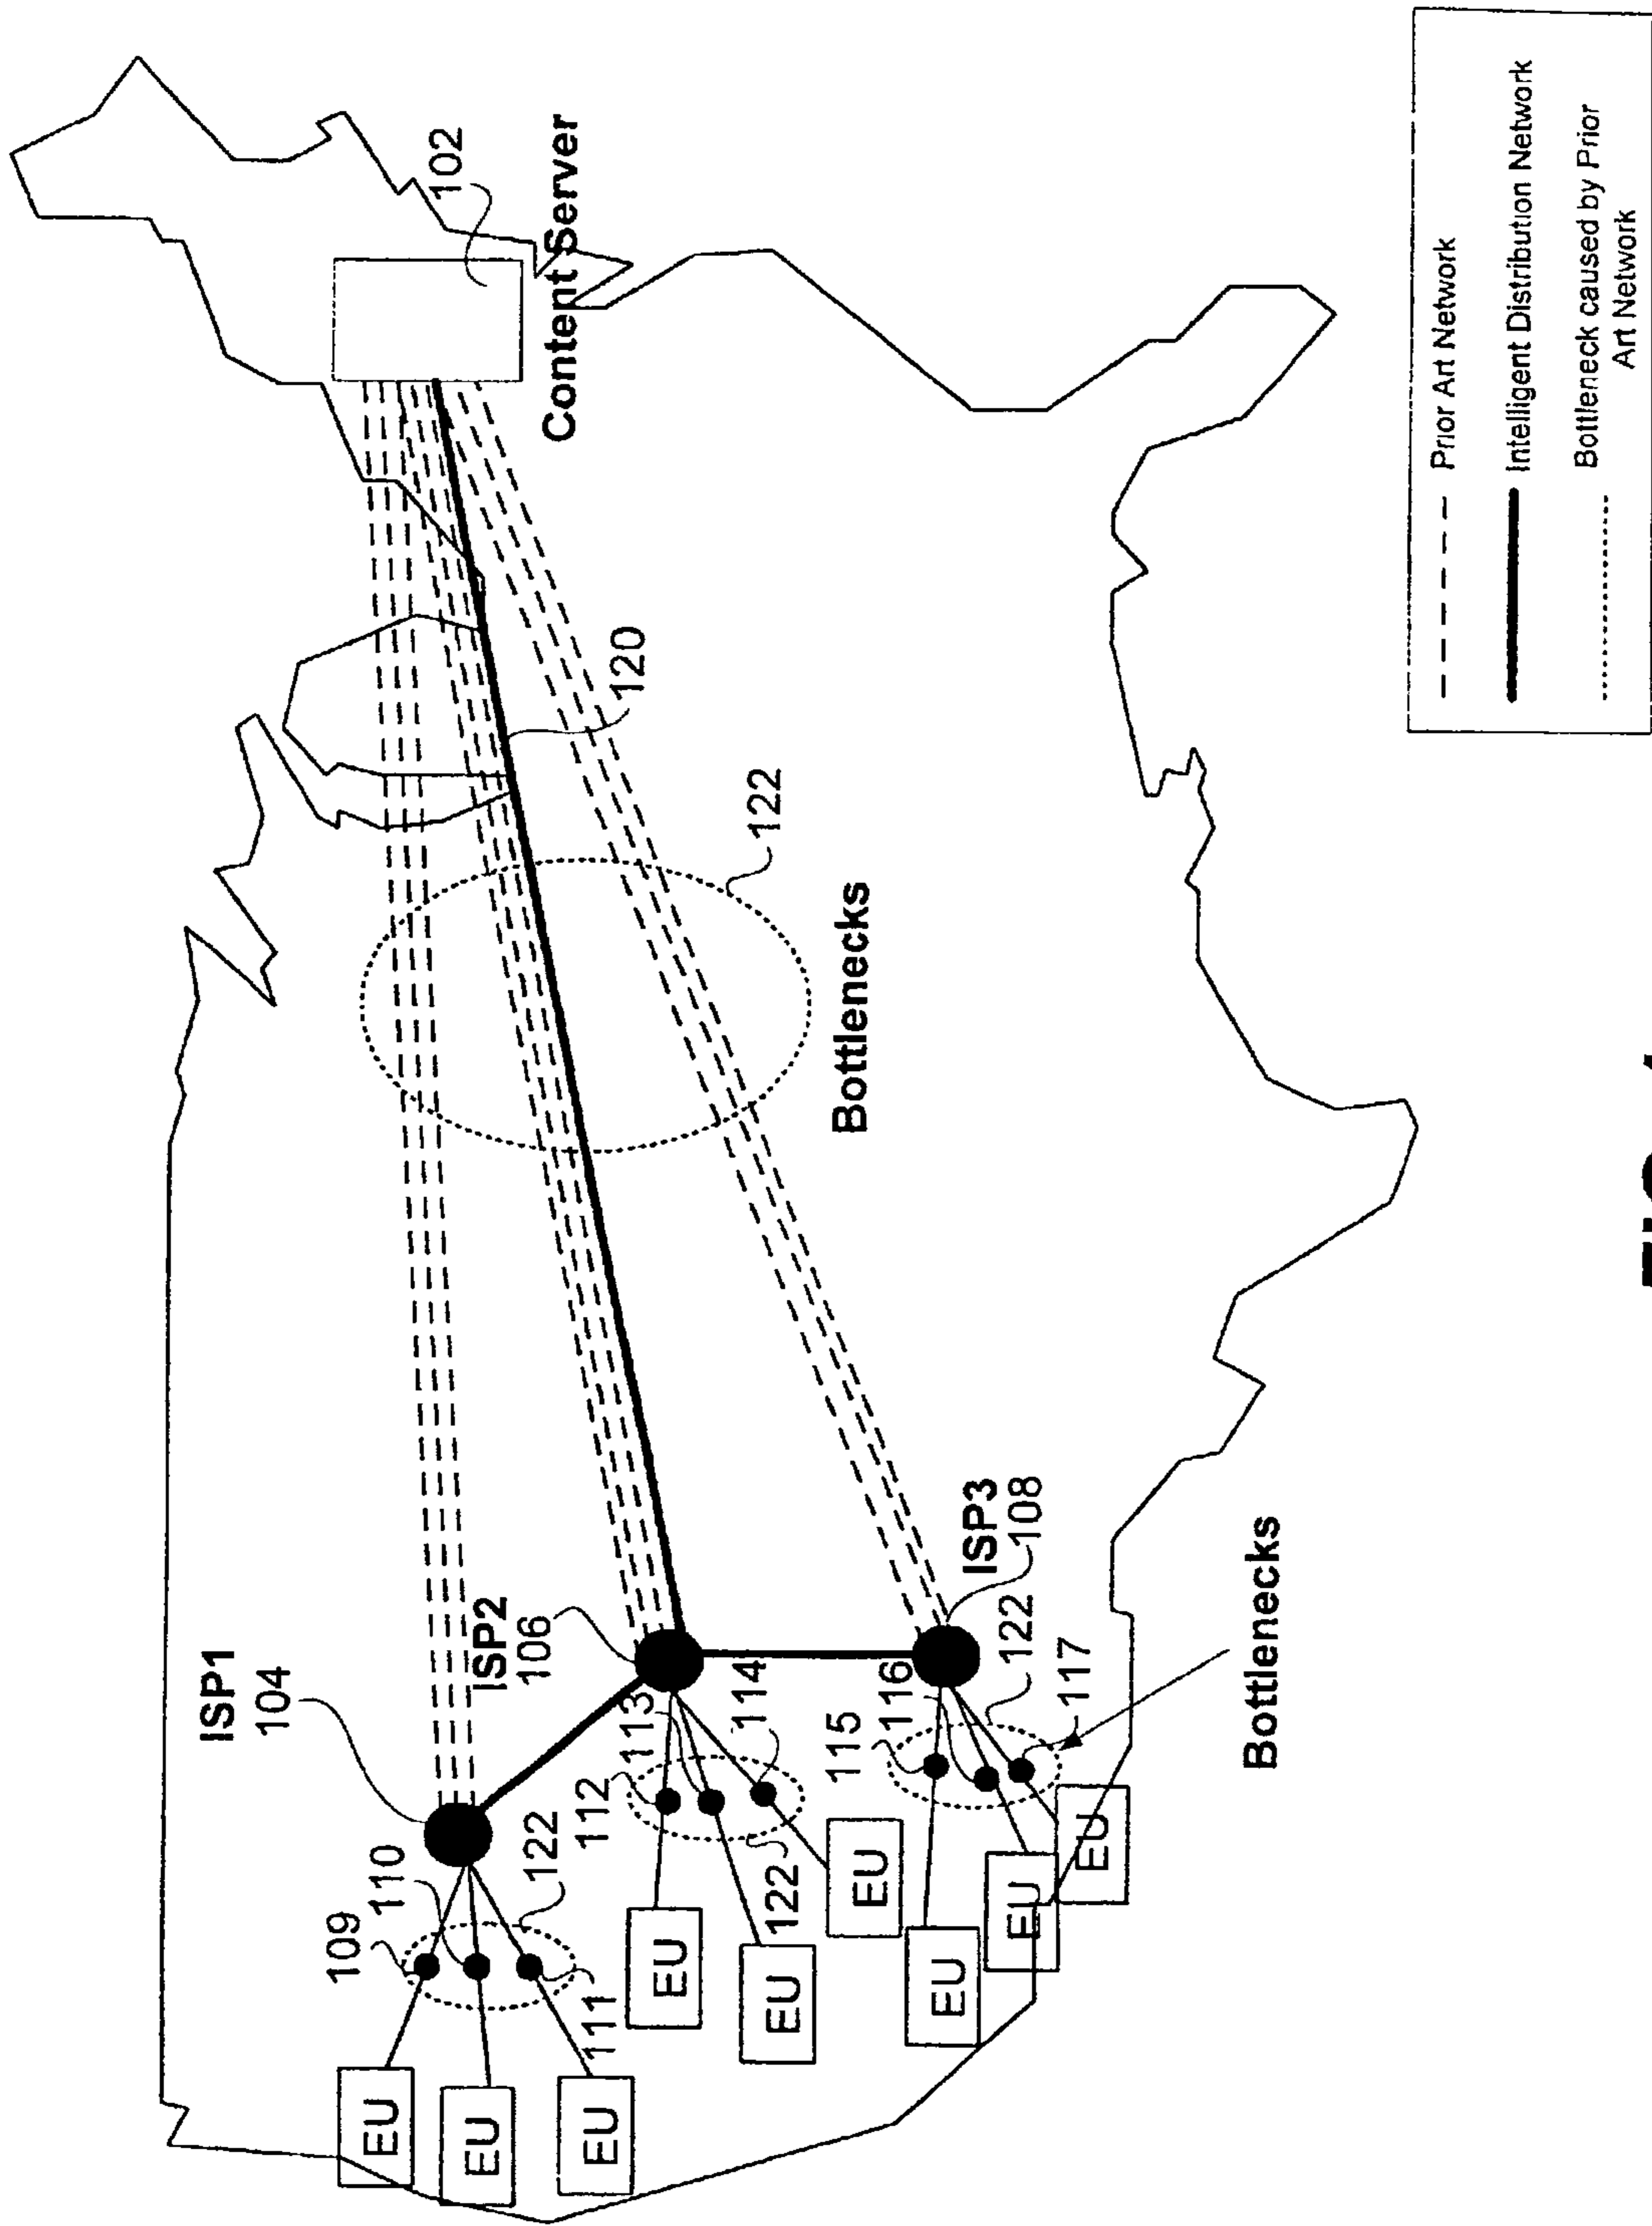 ISP1
104
109
110
111
122
EU
EU
EU
ISP2
106
112
113
114
122
EU
EU
EU
ISP3
108
115
116
117
122
EU
EU
EU
Bottlenecks
Bottlenecks
122
120
102
Content Server
Prior Art Network
Intelligent Distribution Network
Bottleneck caused by Prior
Art Network